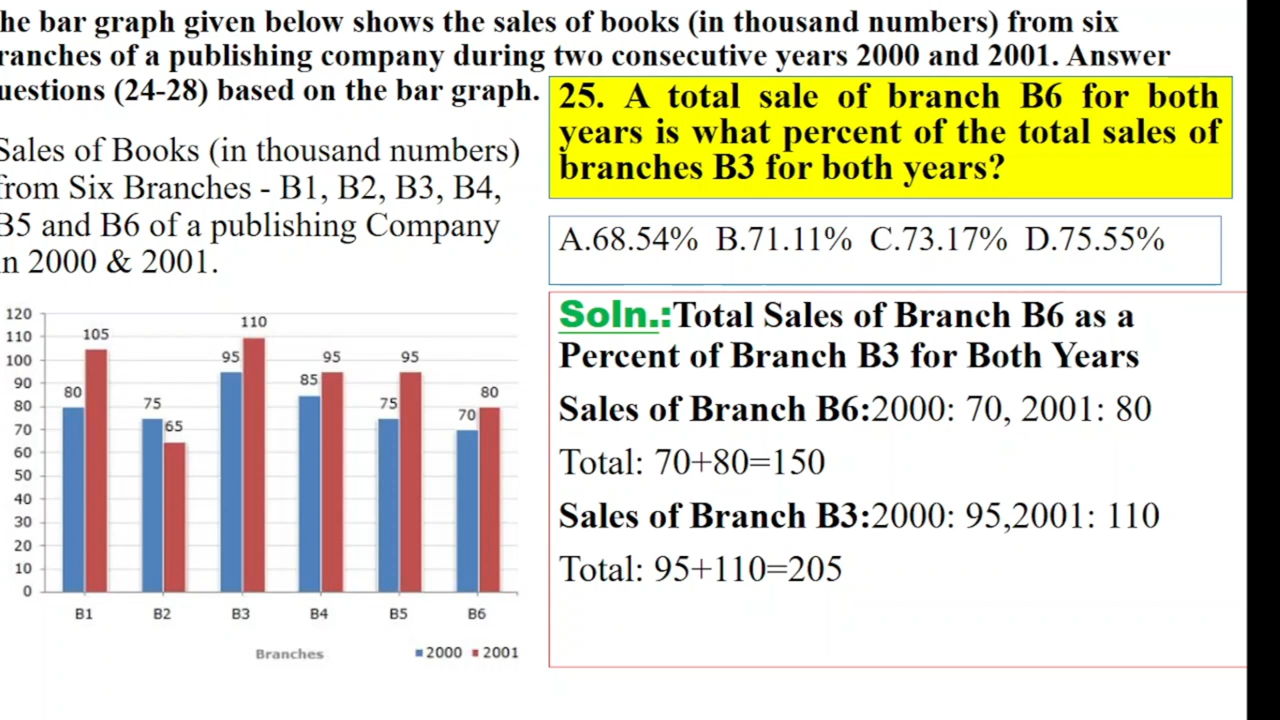 he bar graph given below shows the sales of books (in thousand numbers) from six
ranches of a publishing company during two consecutive years 2000 and 2001. Answer
uestions (24-28) based on the bar graph.
25. A total sale of branch B6 for both
years is what percent of the total sales of
branches B3 for both years?
Sales of Books (in thousand numbers)
from Six Branches - B1, B2, B3, B4,
B5 and B6 of a publishing Company
in 2000 & 2001.
A.68.54% B.71.11% C.73.17% D.75.55%
Soln.:Total Sales of Branch B6 as a
Percent of Branch B3 for Both Years
Sales of Branch B6:2000: 70, 2001: 80
Total: 70+80=150
Sales of Branch B3:2000: 95,2001: 110
Total: 95+110=205
120
110
100
90
80
70
60
50
40
30
20
10
0
80
105
75
65
95
110
85
95
75
95
70
80
B1 B2 B3 B4 B5 B6
Branches
2000 2001